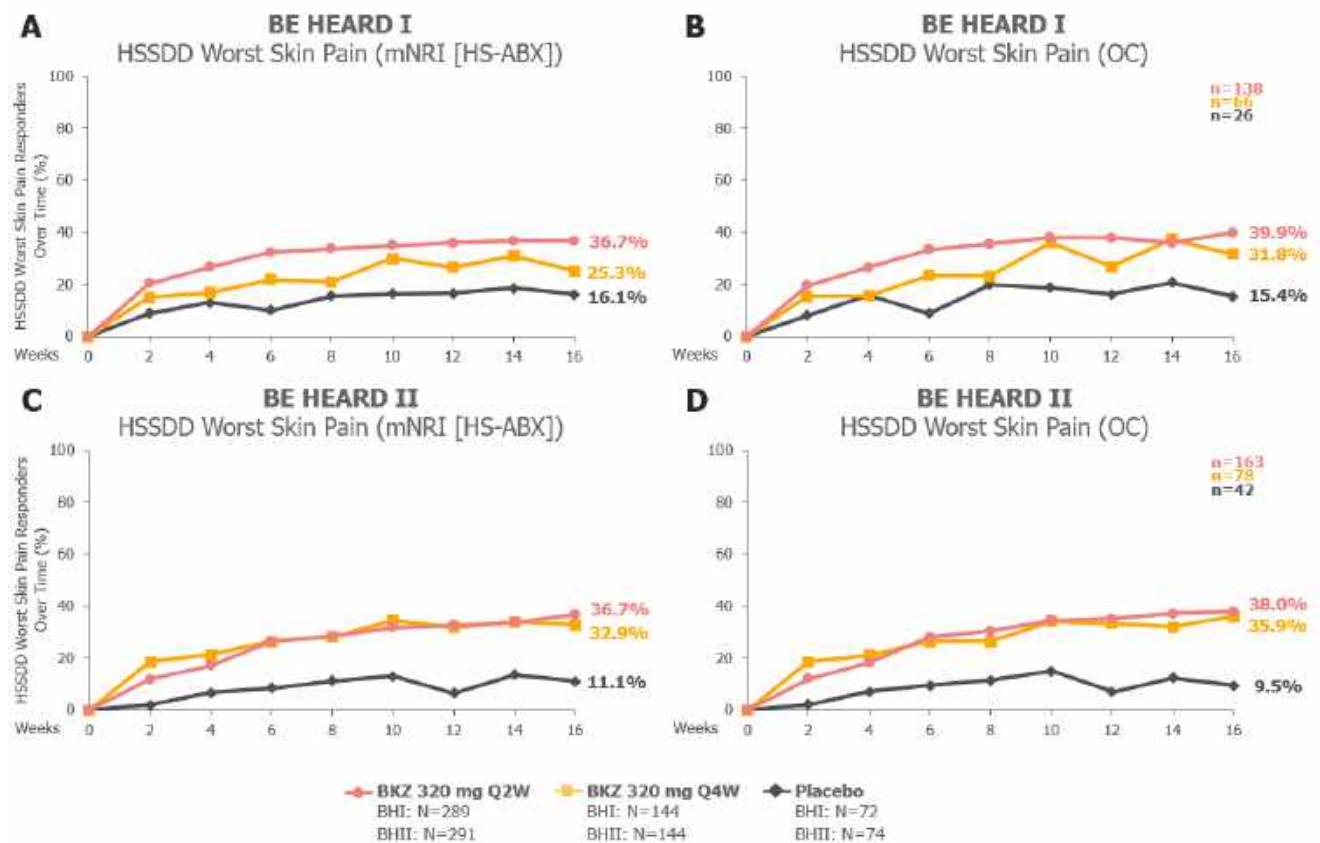 A
BE HEARD I
HSSDD Worst Skin Pain (mNRI [HS-ABX])
HSSDD Worst Skin Pain Responders
Over Time (%)
100
80
60
40
20
0
36.7%
25.3%
16.1%
Weeks
0 2 4 6 8 10 12 14 16
B
BE HEARD I
HSSDD Worst Skin Pain (OC)
100
80
60
40
20
0
n=138
n=66
n=26
39.9%
31.8%
15.4%
Weeks
0 2 4 6 8 10 12 14 16
C
BE HEARD II
HSSDD Worst Skin Pain (mNRI [HS-ABX])
HSSDD Worst Skin Pain Responders
Over Time (%)
100
80
60
40
20
0
36.7%
32.9%
11.1%
Weeks
0 2 4 6 8 10 12 14 16
D
BE HEARD II
HSSDD Worst Skin Pain (OC)
100
80
60
40
20
0
n=163
n=78
n=42
38.0%
35.9%
9.5%
Weeks
0 2 4 6 8 10 12 14 16
BKZ 320 mg Q2W
BHI: N=289
BHII: N=291
BKZ 320 mg Q4W
BHI: N=144
BHII: N=144
Placebo
BHI: N=72
BHII: N=74